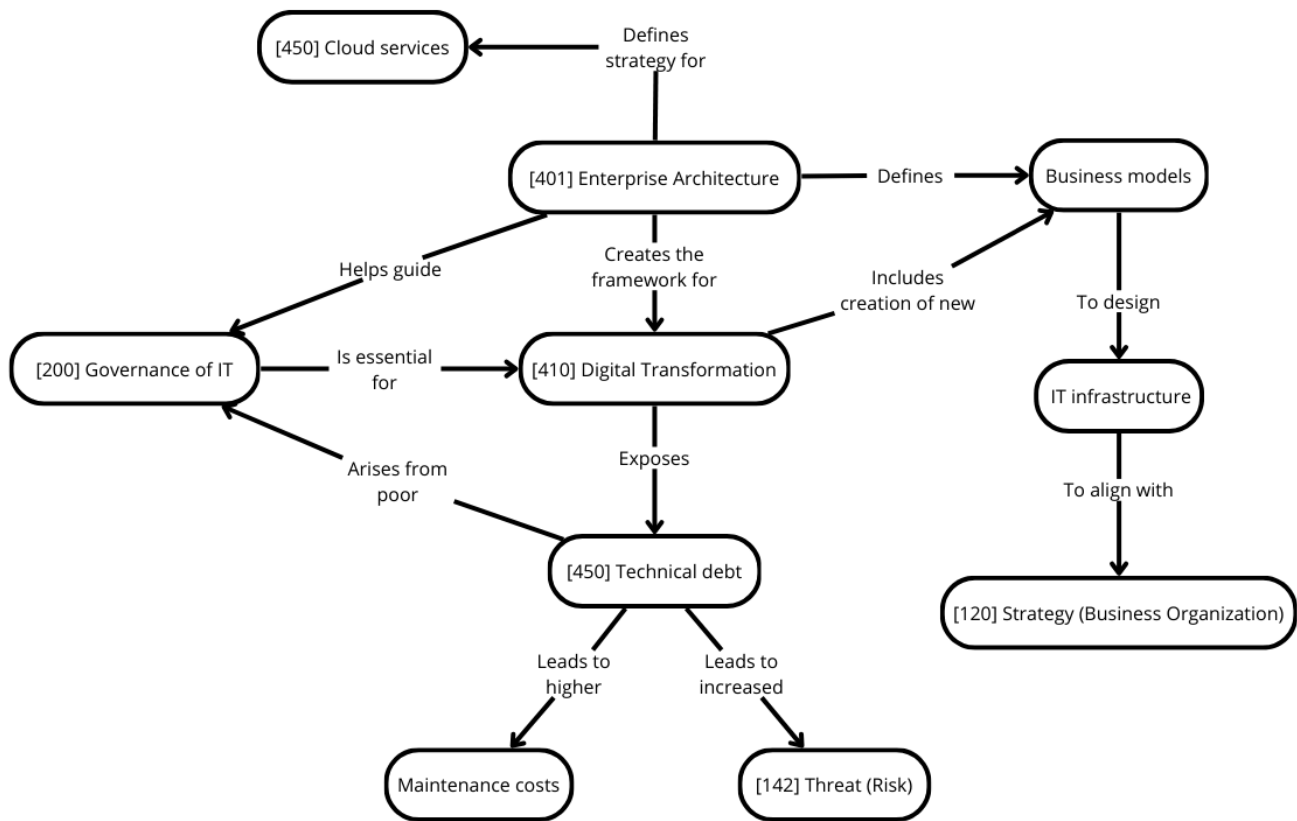 [450] Cloud services
Defines
strategy for
[401] Enterprise Architecture
Defines
Business models
Helps guide
Creates the
framework for
Includes
creation of new
To design
[200] Governance of IT
Is essential
for
[410] Digital Transformation
IT infrastructure
Arises from
poor
Exposes
To align with
[450] Technical debt
[120] Strategy (Business Organization)
Leads to
higher
Leads to
increased
Maintenance costs
[142] Threat (Risk)